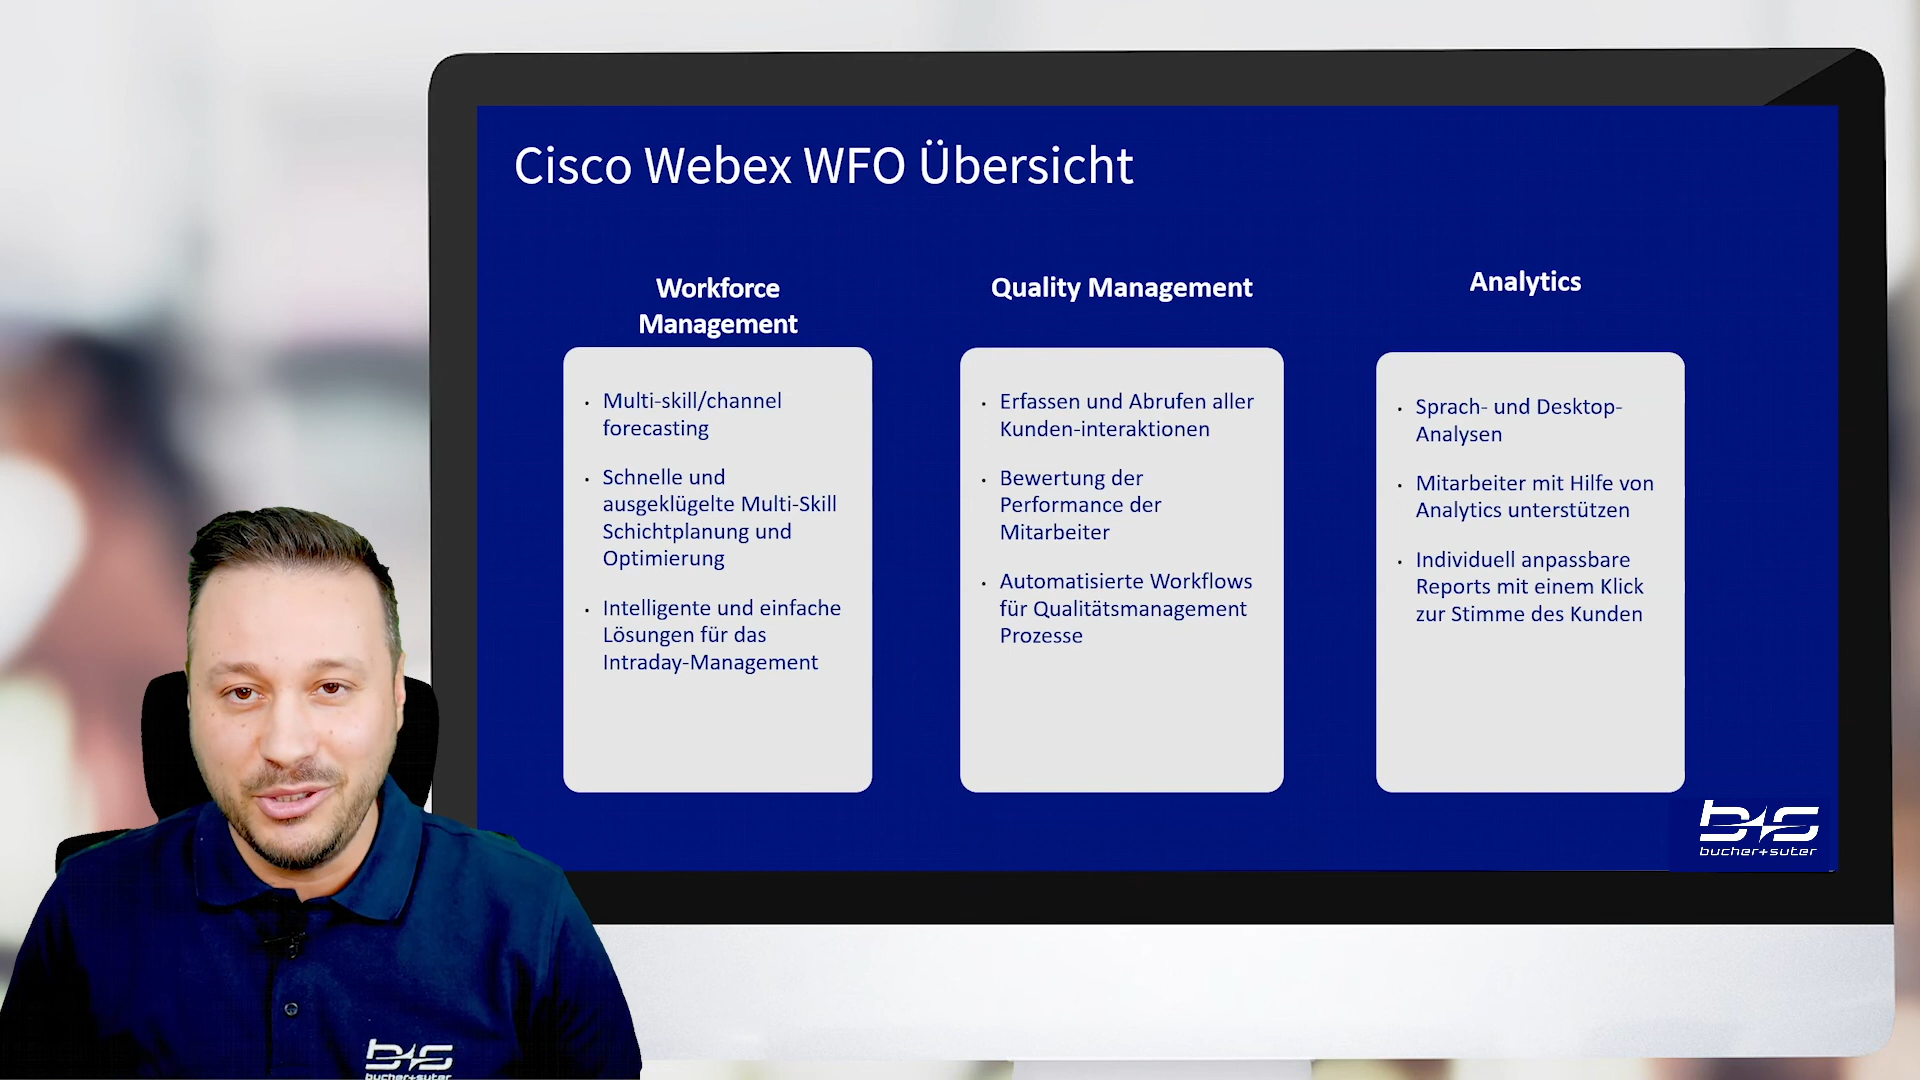 Cisco Webex WFO Übersicht
Workforce
Management
• Multi-skill/channel
forecasting
• Schnelle und
ausgeklügelte Multi-Skill
Schichtplanung und
Optimierung
• Intelligente und einfache
Lösungen für das
Intraday-Management
Quality Management
• Erfassen und Abrufen aller
Kunden-interaktionen
• Bewertung der
Performance der
Mitarbeiter
• Automatisierte Workflows
für Qualitätsmanagement
Prozesse
Analytics
• Sprach- und Desktop-
Analysen
• Mitarbeiter mit Hilfe von
Analytics unterstützen
• Individuell anpassbare
Reports mit einem Klick
zur Stimme des Kunden
b+s
bucher+suter
b+s
bucher+suter